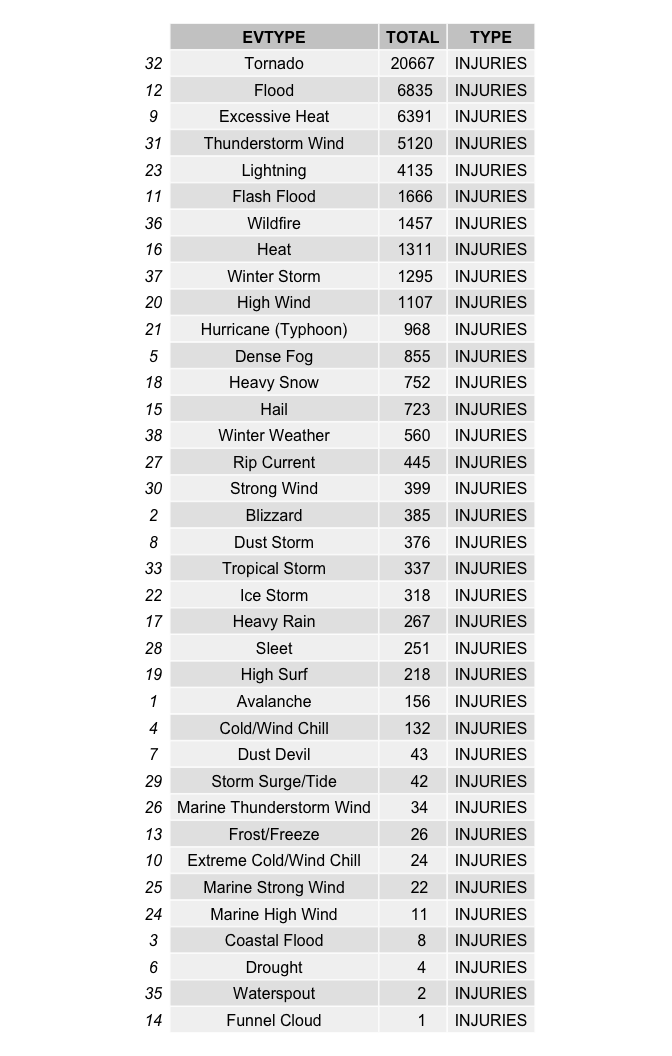 EVTYPE TOTAL TYPE
32 Tornado 20667 INJURIES
12 Flood 6835 INJURIES
9 Excessive Heat 6391 INJURIES
31 Thunderstorm Wind 5120 INJURIES
23 Lightning 4135 INJURIES
11 Flash Flood 1666 INJURIES
36 Wildfire 1457 INJURIES
16 Heat 1311 INJURIES
37 Winter Storm 1295 INJURIES
20 High Wind 1107 INJURIES
21 Hurricane (Typhoon) 968 INJURIES
5 Dense Fog 855 INJURIES
18 Heavy Snow 752 INJURIES
15 Hail 723 INJURIES
38 Winter Weather 560 INJURIES
27 Rip Current 445 INJURIES
30 Strong Wind 399 INJURIES
2 Blizzard 385 INJURIES
8 Dust Storm 376 INJURIES
33 Tropical Storm 337 INJURIES
22 Ice Storm 318 INJURIES
17 Heavy Rain 267 INJURIES
28 Sleet 251 INJURIES
19 High Surf 218 INJURIES
1 Avalanche 156 INJURIES
4 Cold/Wind Chill 132 INJURIES
7 Dust Devil 43 INJURIES
29 Storm Surge/Tide 42 INJURIES
26 Marine Thunderstorm Wind 34 INJURIES
13 Frost/Freeze 26 INJURIES
10 Extreme Cold/Wind Chill 24 INJURIES
25 Marine Strong Wind 22 INJURIES
24 Marine High Wind 11 INJURIES
3 Coastal Flood 8 INJURIES
6 Drought 4 INJURIES
35 Waterspout 2 INJURIES
14 Funnel Cloud 1 INJURIES